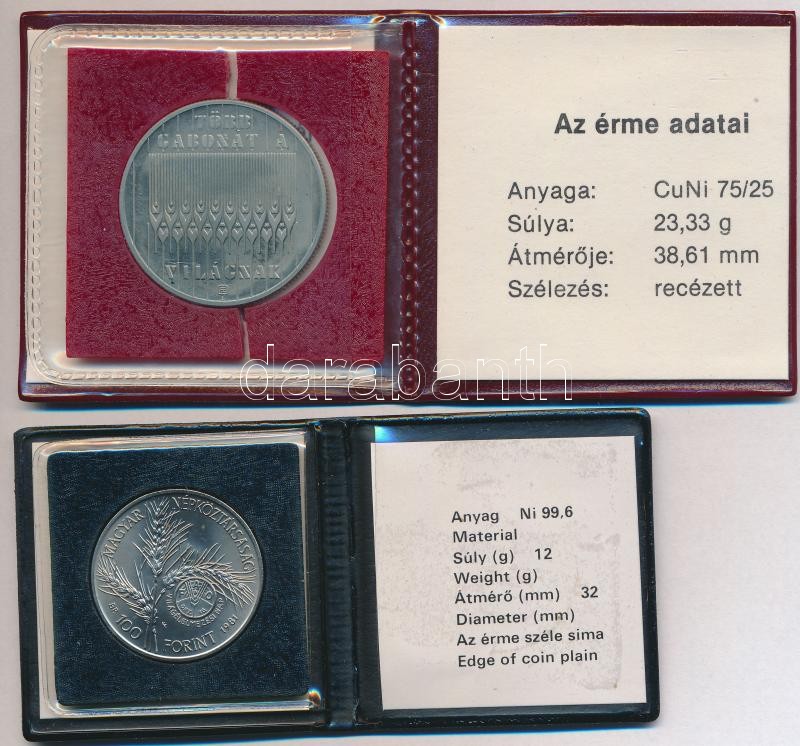 TÖBB
GABONÁT A
VILÁGNAK
Az érme adatai
Anyaga: CuNi 75/25
Súlya: 23,33 g
Átmérője: 38,61 mm
Szélezés: recézett
darabanth
MAGYAR NÉPKÖZTÁRSASÁG
BP. 100 FORINT 1981
Anyag Ni 99,6
Material
Súly (g) 12
Weight (g)
Átmérő (mm) 32
Diameter (mm)
Az érme széle sima
Edge of coin plain